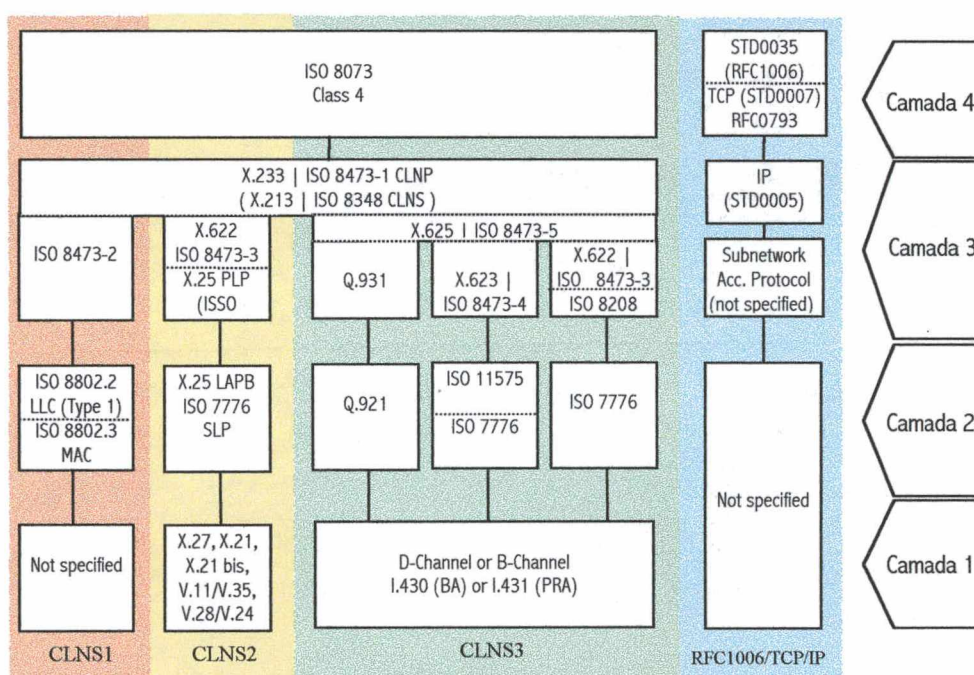 ISO 8073
Class 4
STD0035
(RFC1006)
TCP (STD0007)
RFC0793
Camada 4
X.233 | ISO 8473-1 CLNP
( X.213 | ISO 8348 CLNS )
IP
(STD0005)
Camada 3
ISO 8473-2
X.622
ISO 8473-3
X.25 PLP
(ISSO
X.625 | ISO 8473-5
Q.931
X.623 |
ISO 8473-4
X.622 |
ISO 8473-3
ISO 8208
Subnetwork
Acc. Protocol
(not specified)
ISO 8802.2
LLC (Type 1)
ISO 8802.3
MAC
X.25 LAPB
ISO 7776
SLP
Q.921
ISO 11575
ISO 7776
ISO 7776
Not specified
Camada 2
Not specified
X.27, X.21,
X.21 bis,
V.11/V.35,
V.28/V.24
D-Channel or B-Channel
I.430 (BA) or I.431 (PRA)
Camada 1
CLNS1
CLNS2
CLNS3
RFC1006/TCP/IP